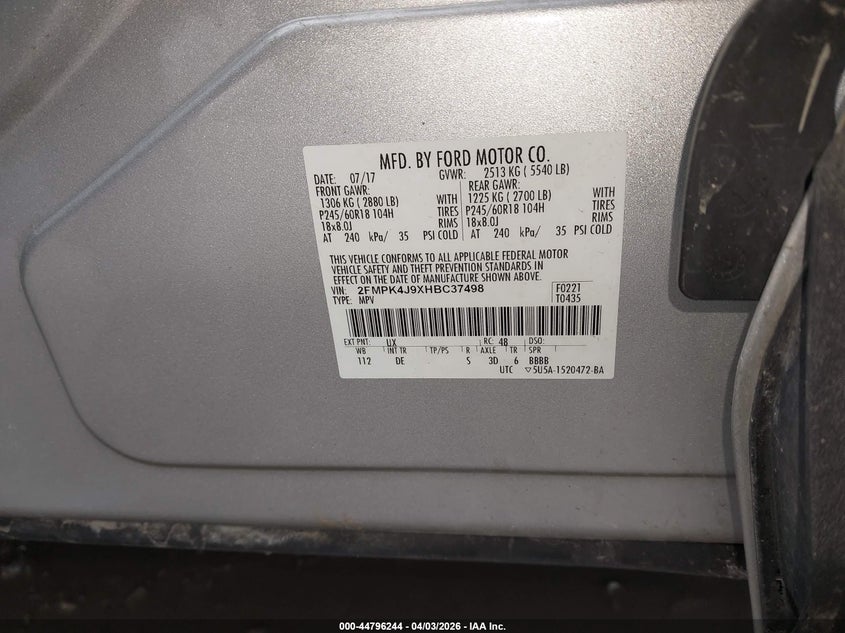 MFD. BY FORD MOTOR CO.
DATE: 07/17 GVWR: 2513 KG ( 5540 LB)
FRONT GAWR: REAR GAWR:
1306 KG ( 2880 LB) WITH 1225 KG ( 2700 LB) WITH
P245/60R18 104H TIRES P245/60R18 104H TIRES
18x8.0J RIMS 18x8.0J RIMS
AT 240 kPa/ 35 PSI COLD AT 240 kPa/ 35 PSI COLD
THIS VEHICLE CONFORMS TO ALL APPLICABLE FEDERAL MOTOR
VEHICLE SAFETY AND THEFT PREVENTION STANDARDS IN
EFFECT ON THE DATE OF MANUFACTURE SHOWN ABOVE.
VIN: 2FMPK4J9XHBC37498 F0221
TYPE: MPV T0435
EXT PNT: UX RC: 48 DSO:
WB INT TR TP/PS R AXLE TR SPR
112 DE S 3D 6 BBBB
UTC ▽5U5A-1520472-BA
000-44796244 | 04/03/2026 | IAA Inc.